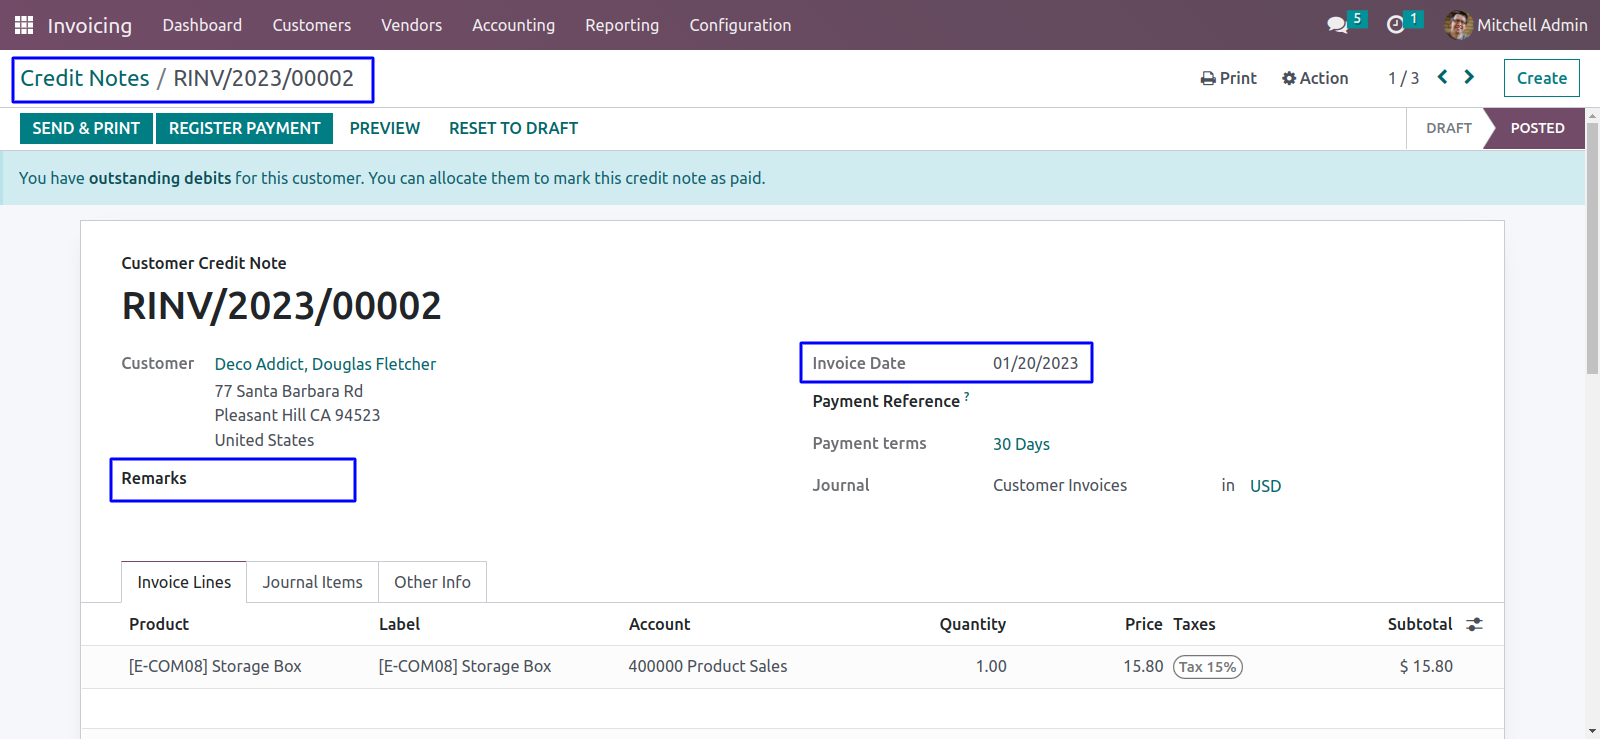 Invoicing Dashboard Customers Vendors Accounting Reporting Configuration 5 1 Mitchell Admin
Credit Notes / RINV/2023/00002 Print Action 1 / 3 Create
SEND & PRINT REGISTER PAYMENT PREVIEW RESET TO DRAFT DRAFT POSTED
You have outstanding debits for this customer. You can allocate them to mark this credit note as paid.
Customer Credit Note
RINV/2023/00002
Customer Deco Addict, Douglas Fletcher
77 Santa Barbara Rd
Pleasant Hill CA 94523
United States
Remarks
Invoice Date 01/20/2023
Payment Reference ?
Payment terms 30 Days
Journal Customer Invoices in USD
Invoice Lines Journal Items Other Info
Product Label Account Quantity Price Taxes Subtotal
[E-COM08] Storage Box [E-COM08] Storage Box 400000 Product Sales 1.00 15.80 Tax 15% $ 15.80